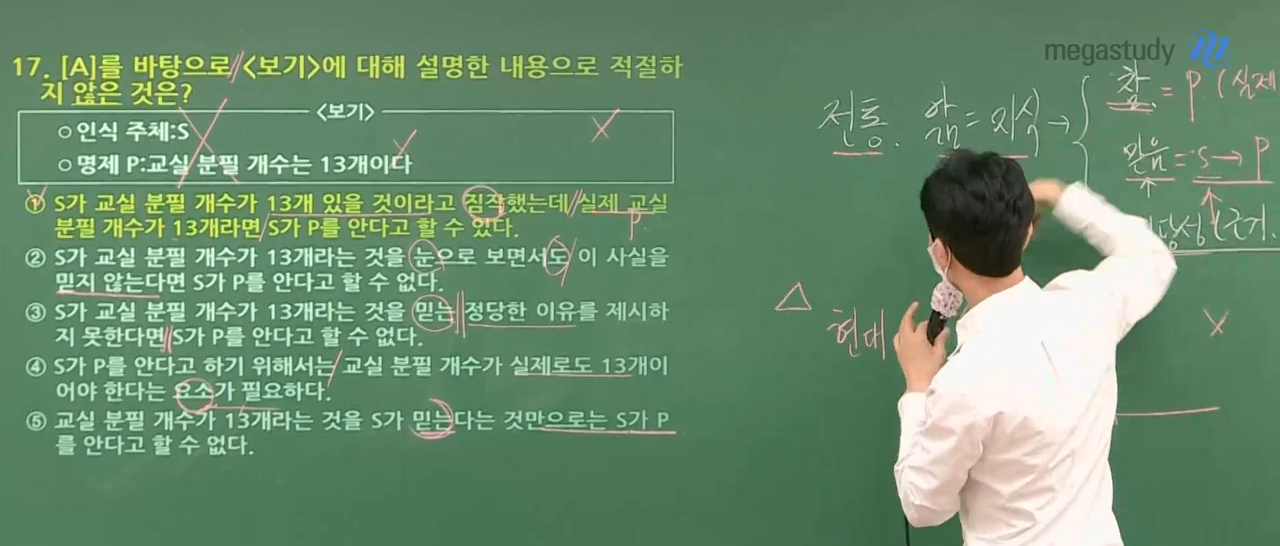 megastudy
17. [A]를 바탕으로 <보기>에 대해 설명한 내용으로 적절하
지 않은 것은?
<보기>
○ 인식 주체:S
○ 명제 P:교실 분필 개수는 13개이다
① S가 교실 분필 개수가 13개 있을 것이라고 짐작했는데 실제 교실
분필 개수가 13개라면 S가 P를 안다고 할 수 있다.
② S가 교실 분필 개수가 13개라는 것을 눈으로 보면서도 이 사실을
믿지 않는다면 S가 P를 안다고 할 수 없다.
③ S가 교실 분필 개수가 13개라는 것을 믿는 정당한 이유를 제시하
지 못한다면 S가 P를 안다고 할 수 없다.
④ S가 P를 안다고 하기 위해서는 교실 분필 개수가 실제로도 13개이
어야 한다는 요소가 필요하다.
⑤ 교실 분필 개수가 13개라는 것을 S가 믿는다는 것만으로는 S가 P
를 안다고 할 수 없다.
P.
전통. 앎=지식→
참. = P. (실제
믿음=S→P
당성 근거.
△
현대
X